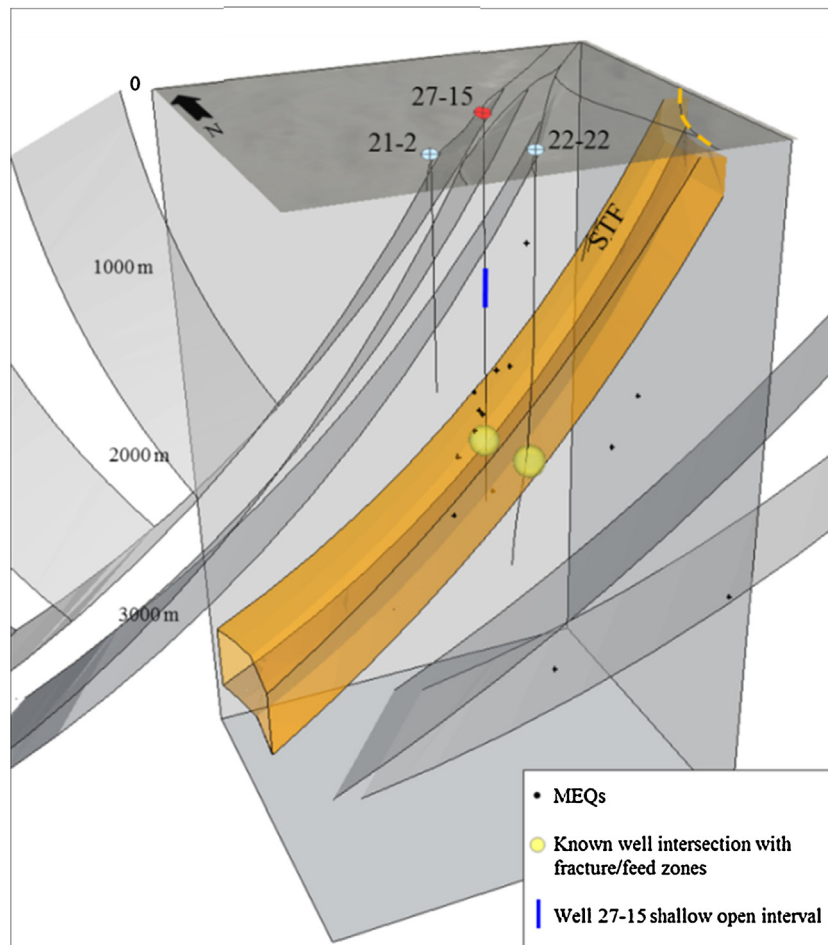 0
N
27-15
21-2
22-22
STF
1000 m
2000 m
3000 m
MEQs
Known well intersection with
fracture/feed zones
Well 27-15 shallow open interval